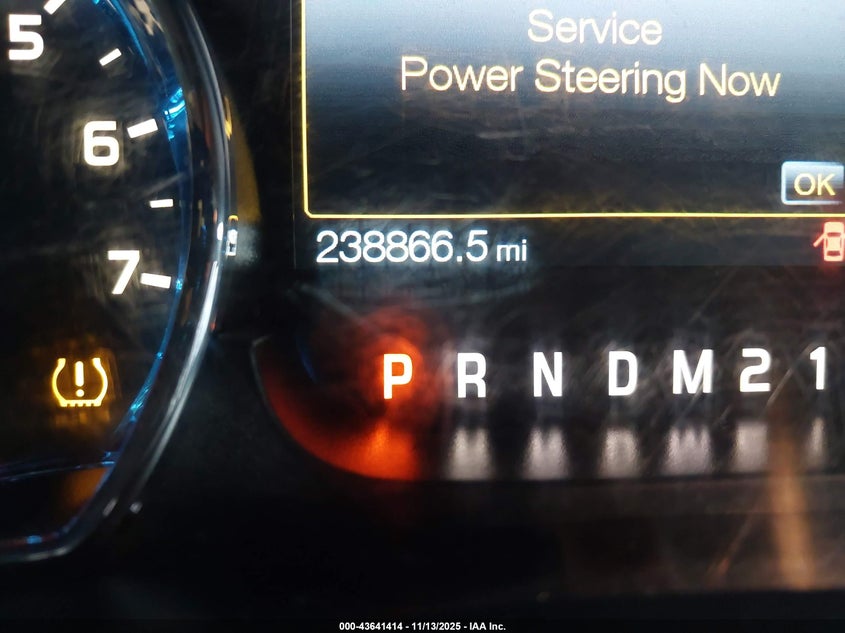 5
Service
Power Steering Now
6
OK
238866.5 mi
7
P R N D M 2 1
000-43641414 - 11/13/2025 - IAA Inc.